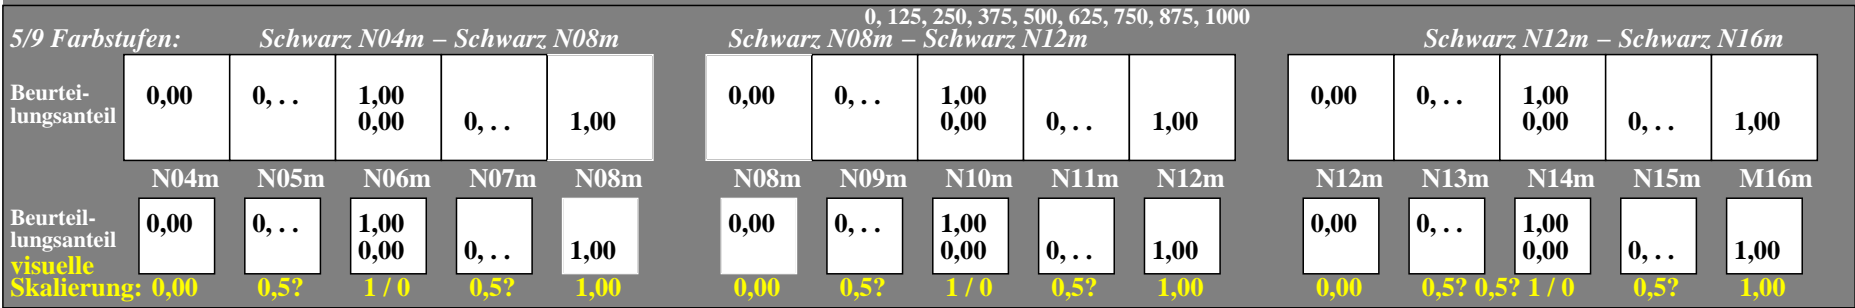 0, 125, 250, 375, 500, 625, 750, 875, 1000
5/9 Farbstufen: Schwarz N04m – Schwarz N08m Schwarz N08m – Schwarz N12m Schwarz N12m – Schwarz N16m
Beurtei- 0,00 0, . . 1,00 0,00 0, . . 1,00 0,00 0, . . 1,00
lungsanteil 0,00 0, . . 1,00 0,00 0, . . 1,00 0,00 0, . . 1,00
N04m N05m N06m N07m N08m N08m N09m N10m N11m N12m N12m N13m N14m N15m M16m
Beurteil- 0,00 0, . . 1,00 0,00 0, . . 1,00 0,00 0, . . 1,00
lungsanteil 0,00 0, . . 1,00 0,00 0, . . 1,00 0,00 0, . . 1,00
visuelle
Skalierung: 0,00 0,5? 1 / 0 0,5? 1,00 0,00 0,5? 1 / 0 0,5? 1,00 0,00 0,5? 0,5? 1 / 0 0,5? 1,00